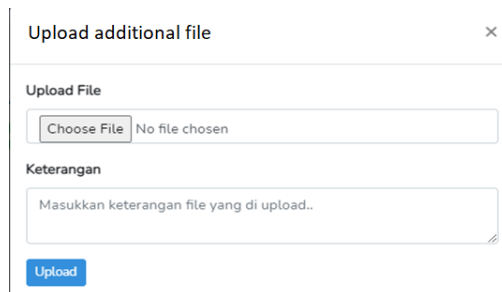 Upload additional file ×
Upload File
Choose File No file chosen
Keterangan
Masukkan keterangan file yang di upload..
Upload